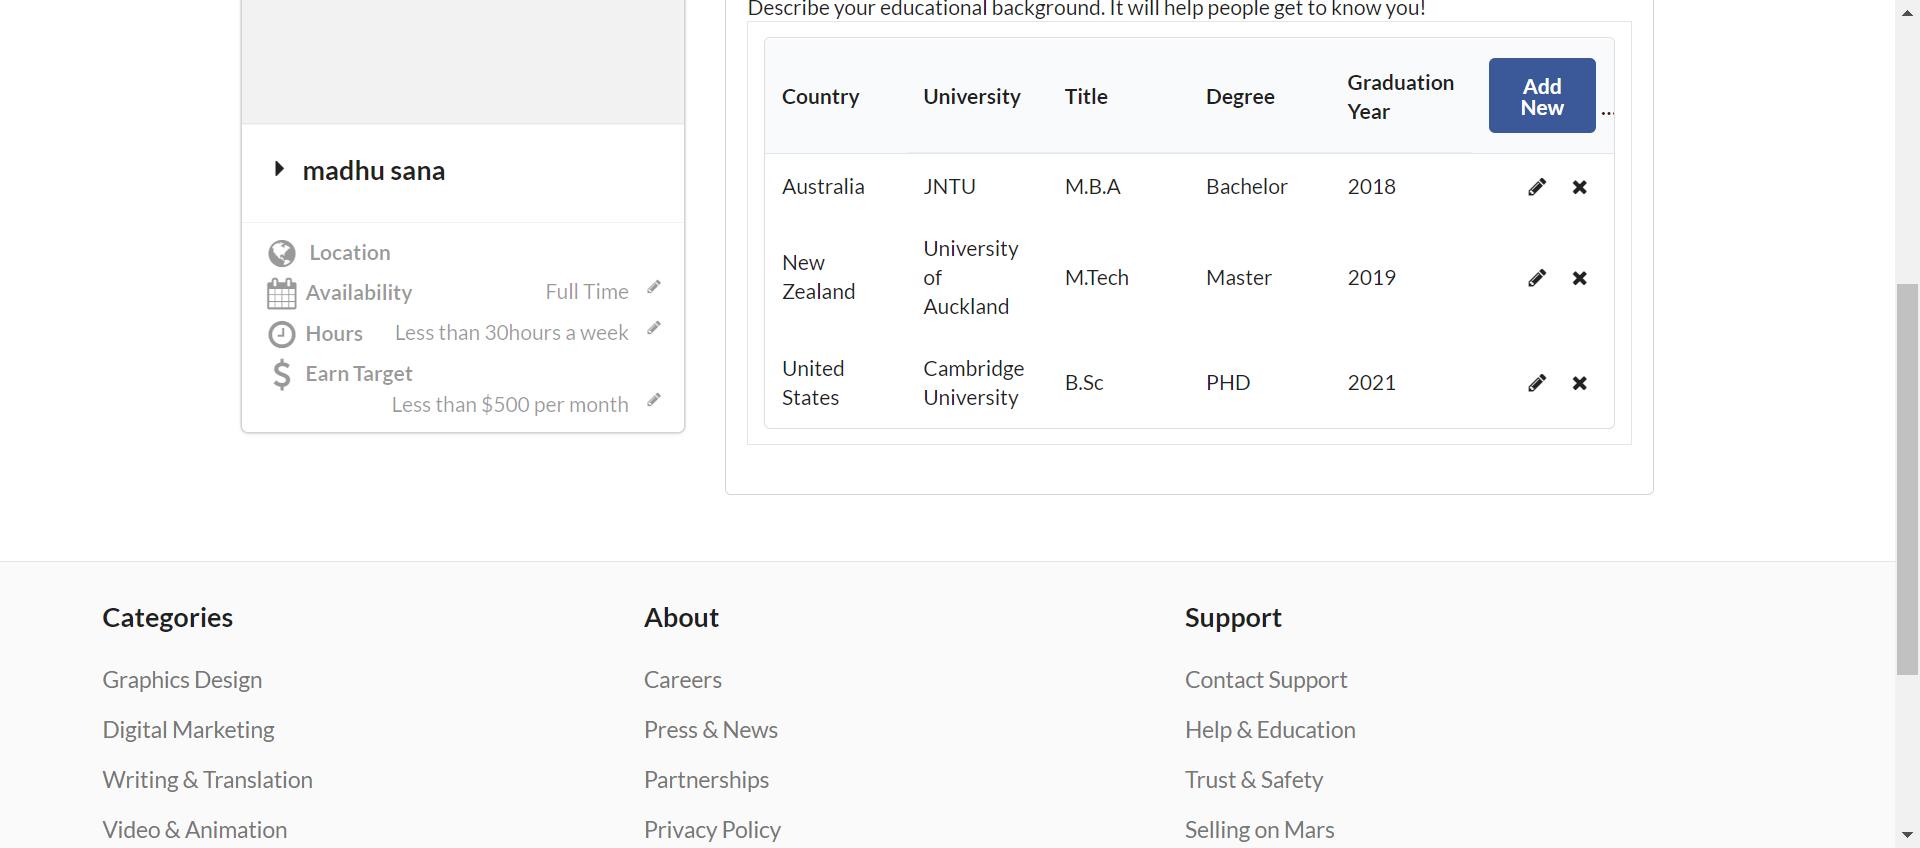 Describe your educational background. It will help people get to know you!
Country University Title Degree Graduation Year Add New ...
Australia JNTU M.B.A Bachelor 2018
New Zealand University of Auckland M.Tech Master 2019
United States Cambridge University B.Sc PHD 2021
madhu sana
Location
Availability Full Time
Hours Less than 30hours a week
Earn Target
Less than $500 per month
Categories
Graphics Design
Digital Marketing
Writing & Translation
Video & Animation
About
Careers
Press & News
Partnerships
Privacy Policy
Support
Contact Support
Help & Education
Trust & Safety
Selling on Mars